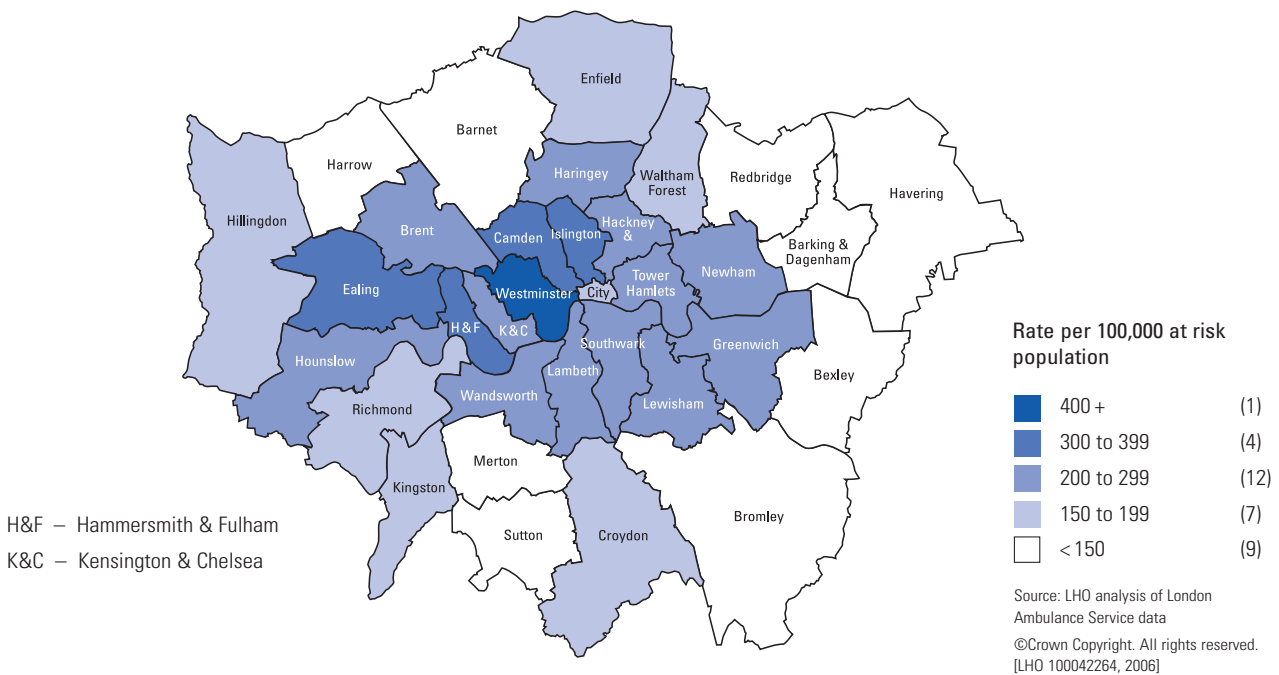 Enfield
Barnet
Harrow
Haringey
Waltham
Forest
Redbridge
Havering
Hillingdon
Brent
Camden
Islington
Hackney
&
Barking &
Dagenham
Ealing
Westminster
City
Tower
Hamlets
Newham
H & F
K & C
Hounslow
Southwark
Greenwich
Bexley
Richmond
Wandsworth
Lambeth
Lewisham
Merton
Kingston
Sutton
Croydon
Bromley
H&F – Hammersmith & Fulham
K&C – Kensington & Chelsea
Rate per 100,000 at risk
population
400 + (1)
300 to 399 (4)
200 to 299 (12)
150 to 199 (7)
< 150 (9)
Source: LHO analysis of London
Ambulance Service data
©Crown Copyright. All rights reserved.
[LHO 100042264, 2006]